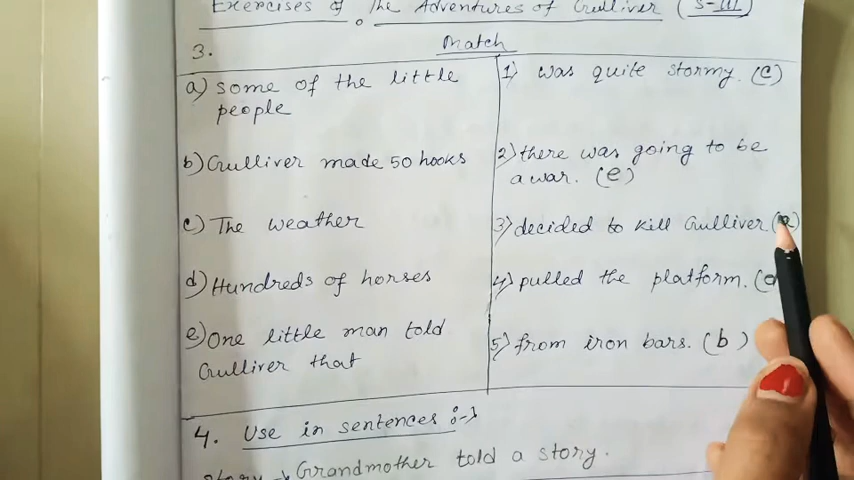 Exercises of The Adventures of Gulliver (S-III)
3. Match
a) some of the little
people
1) was quite stormy. (c)
b) Gulliver made 50 hooks
2) there was going to be
a war. (e)
c) The weather
3) decided to kill Gulliver
d) Hundreds of horses
4) pulled the platform.
e) One little man told
Gulliver that
5) from iron bars. (b)
4. Use in sentences :->
story → Grandmother told a story.